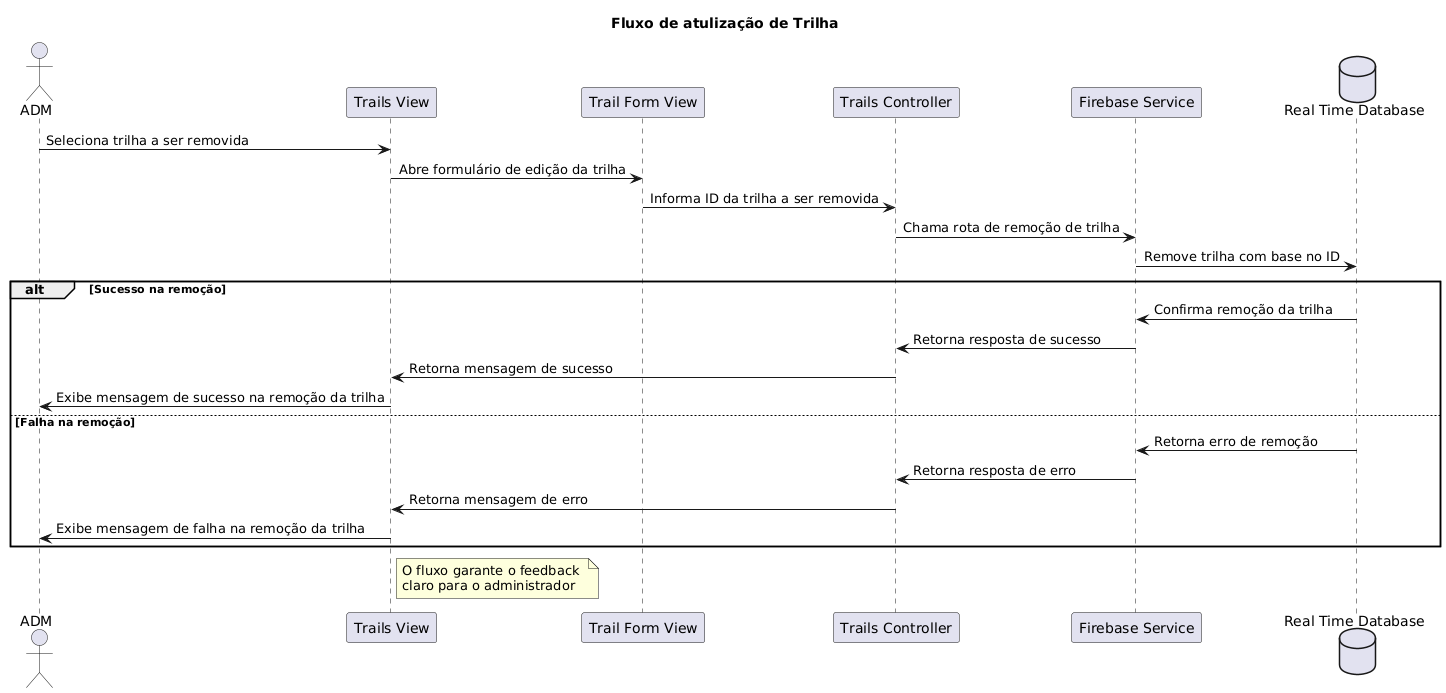 Fluxo de atulização de Trilha
ADM
Trails View
Trail Form View
Trails Controller
Firebase Service
Real Time Database
Seleciona trilha a ser removida
Abre formulário de edição da trilha
Informa ID da trilha a ser removida
Chama rota de remoção de trilha
Remove trilha com base no ID
alt [Sucesso na remoção]
Confirma remoção da trilha
Retorna resposta de sucesso
Retorna mensagem de sucesso
Exibe mensagem de sucesso na remoção da trilha
[Falha na remoção]
Retorna erro de remoção
Retorna resposta de erro
Retorna mensagem de erro
Exibe mensagem de falha na remoção da trilha
O fluxo garante o feedback
claro para o administrador
ADM
Trails View
Trail Form View
Trails Controller
Firebase Service
Real Time Database